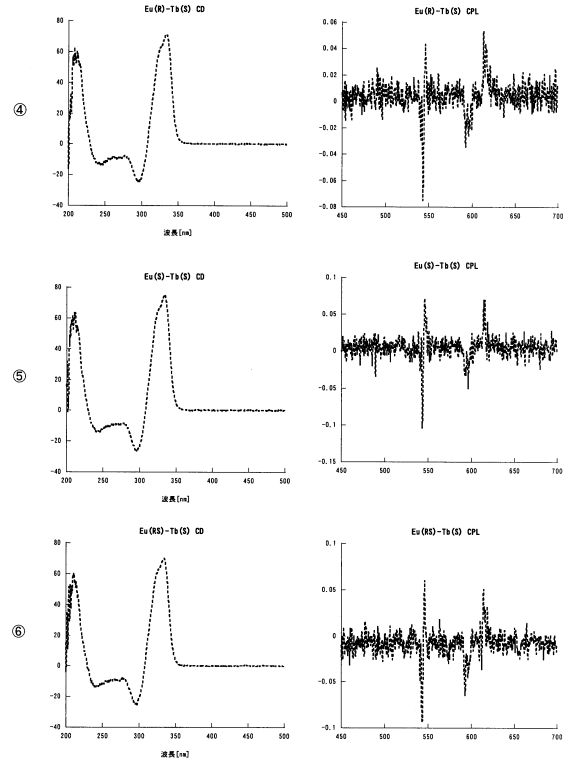 ④
Eu(R)-Tb(S) CD
80
60
40
20
0
-20
-40
200 250 300 350 400 450 500
波長[nm]
Eu(R)-Tb(S) CPL
0.06
0.04
0.02
0
-0.02
-0.04
-0.06
-0.08
450 500 550 600 650 700
⑤
Eu(S)-Tb(S) CD
80
60
40
20
0
-20
-40
200 250 300 350 400 450 500
波長[nm]
Eu(S)-Tb(S) CPL
0.1
0.05
0
-0.05
-0.1
-0.15
450 500 550 600 650 700
⑥
Eu(RS)-Tb(S) CD
80
60
40
20
0
-20
-40
200 250 300 350 400 450 500
波長[nm]
Eu(RS)-Tb(S) CPL
0.1
0.05
0
-0.05
-0.1
450 500 550 600 650 700